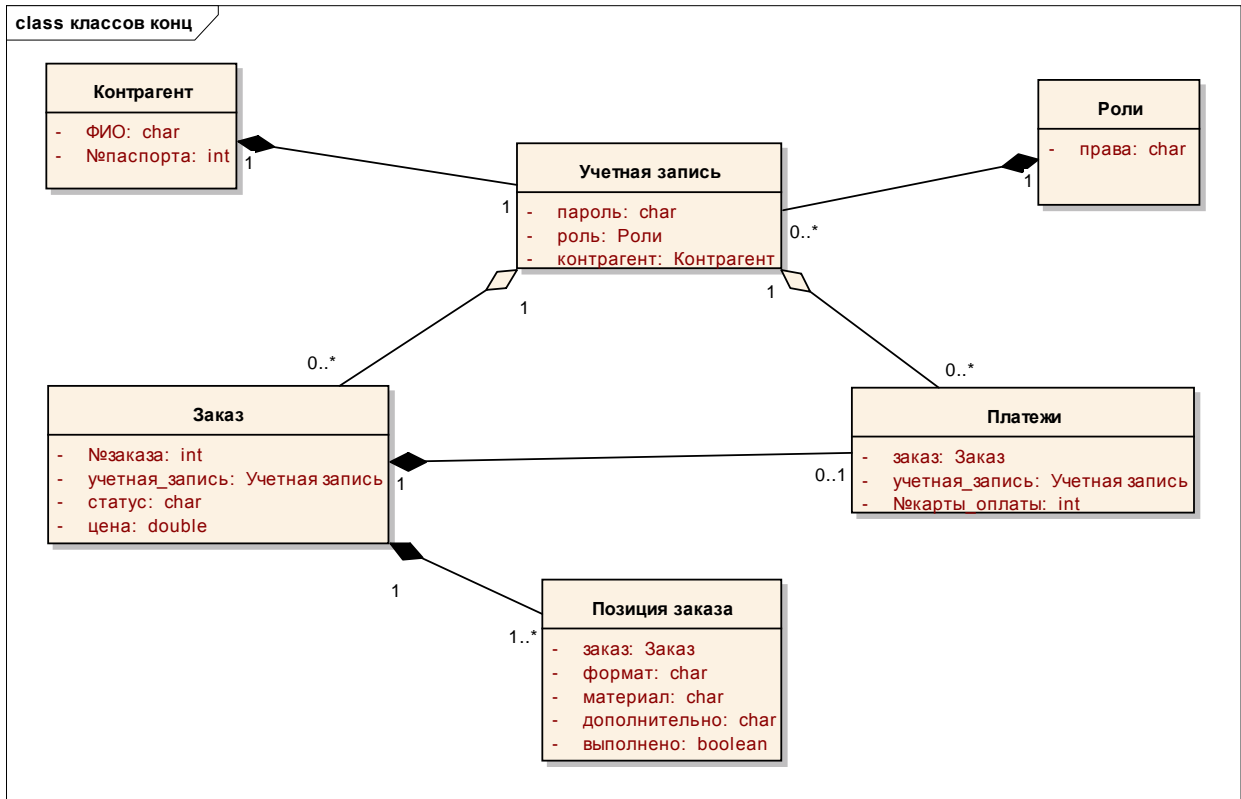 class классов конц
Контрагент
- ФИО: char
- №паспорта: int
1
1
Роли
- права: char
1
0..*
Учетная запись
- пароль: char
- роль: Роли
- контрагент: Контрагент
1
0..*
1
0..*
Заказ
- №заказа: int
- учетная_запись: Учетная запись
- статус: char
- цена: double
1
0..1
Платежи
- заказ: Заказ
- учетная_запись: Учетная запись
- №карты_оплаты: int
1
1..*
Позиция заказа
- заказ: Заказ
- формат: char
- материал: char
- дополнительно: char
- выполнено: boolean